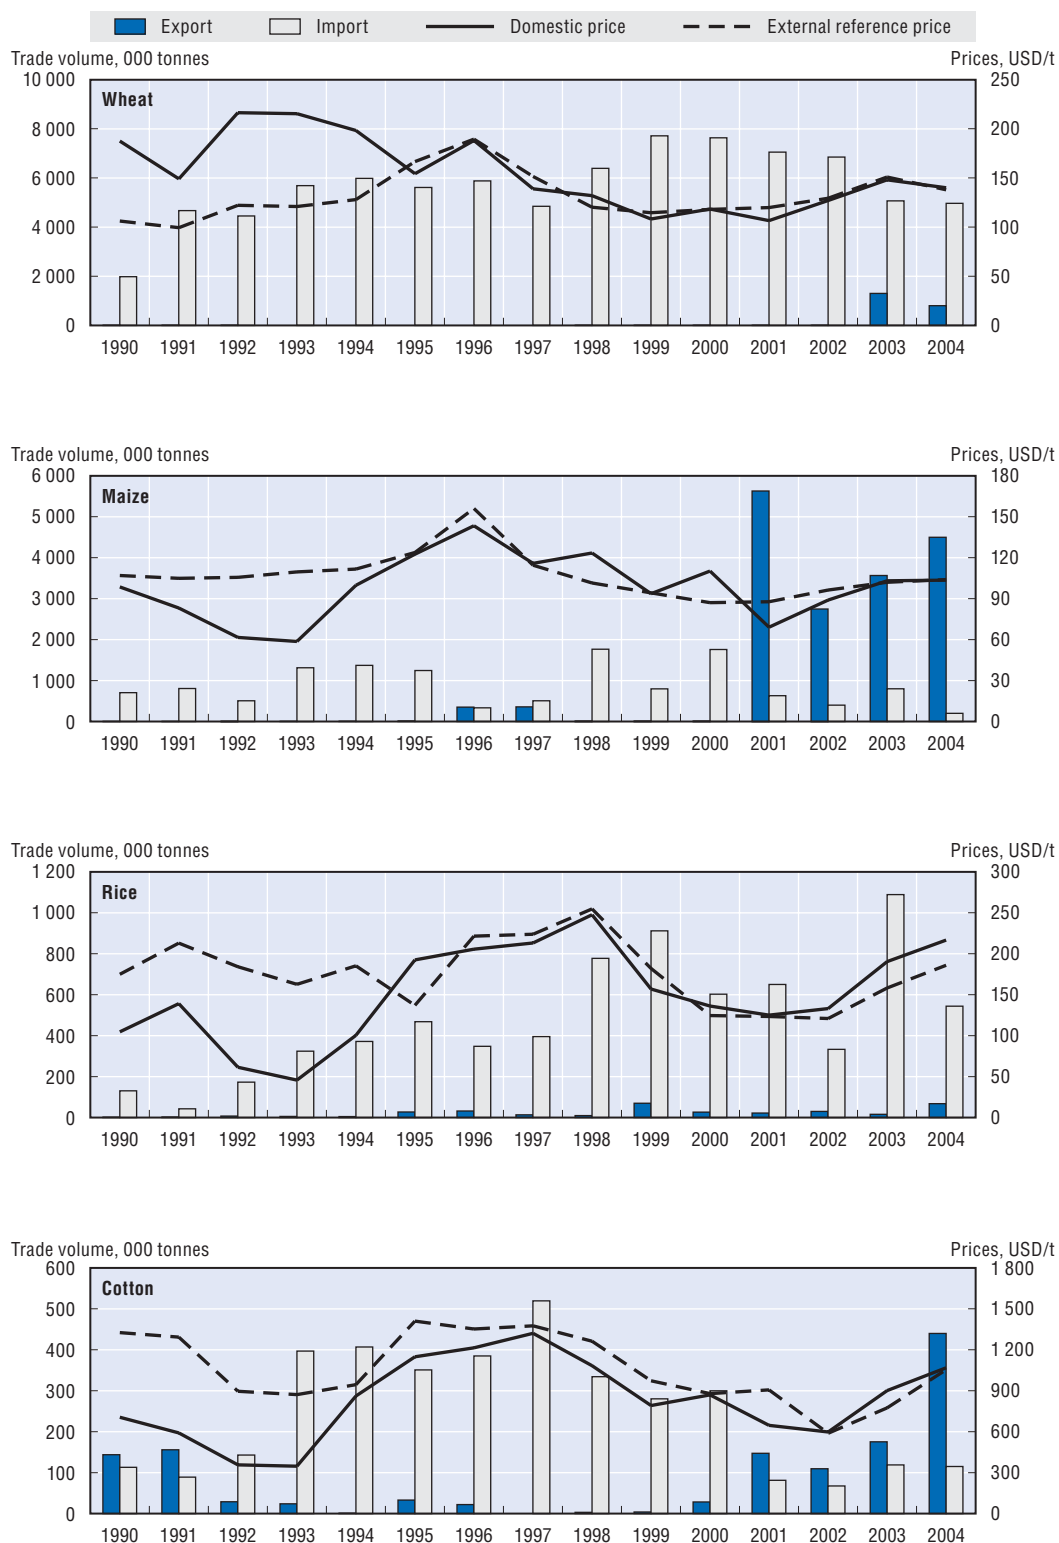 Export Import Domestic price External reference price
Trade volume, 000 tonnes Prices, USD/t
Wheat
10 000 250
8 000 200
6 000 150
4 000 100
2 000 50
0 0
1990 1991 1992 1993 1994 1995 1996 1997 1998 1999 2000 2001 2002 2003 2004
Trade volume, 000 tonnes Prices, USD/t
Maize
6 000 180
5 000 150
4 000 120
3 000 90
2 000 60
1 000 30
0 0
1990 1991 1992 1993 1994 1995 1996 1997 1998 1999 2000 2001 2002 2003 2004
Trade volume, 000 tonnes Prices, USD/t
Rice
1 200 300
1 000 250
800 200
600 150
400 100
200 50
0 0
1990 1991 1992 1993 1994 1995 1996 1997 1998 1999 2000 2001 2002 2003 2004
Trade volume, 000 tonnes Prices, USD/t
Cotton
600 1 800
500 1 500
400 1 200
300 900
200 600
100 300
0 0
1990 1991 1992 1993 1994 1995 1996 1997 1998 1999 2000 2001 2002 2003 2004